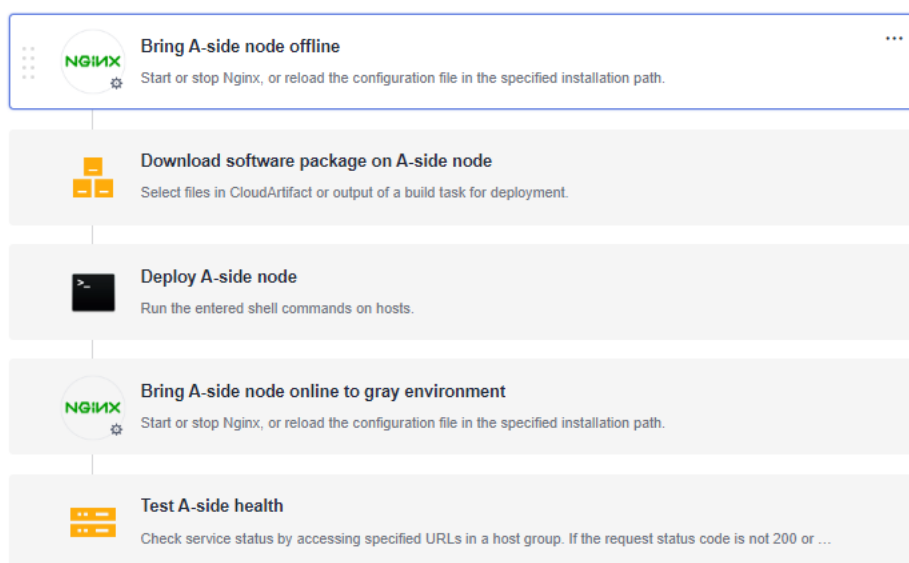 NGINX
Bring A-side node offline
Start or stop Nginx, or reload the configuration file in the specified installation path.
Download software package on A-side node
Select files in CloudArtifact or output of a build task for deployment.
>_
Deploy A-side node
Run the entered shell commands on hosts.
NGINX
Bring A-side node online to gray environment
Start or stop Nginx, or reload the configuration file in the specified installation path.
Test A-side health
Check service status by accessing specified URLs in a host group. If the request status code is not 200 or …